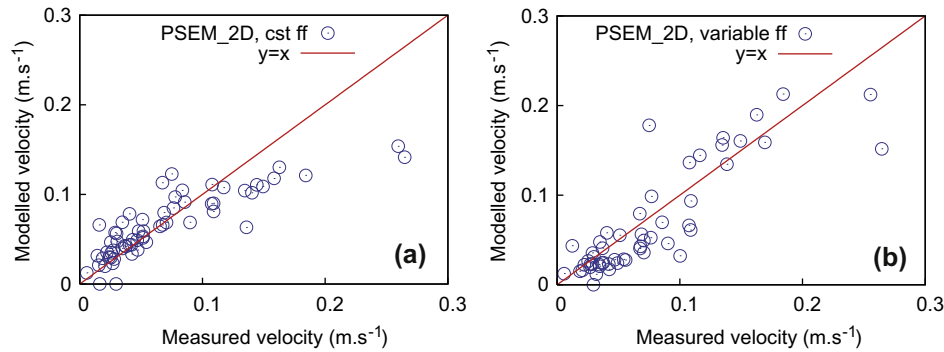 0.3
PSEM_2D, cst ff
y=x
0.2
0.1
0
Modelled velocity (m.s⁻¹)
(a)
0 0.1 0.2 0.3
Measured velocity (m.s⁻¹)
0.3
PSEM_2D, variable ff
y=x
0.2
0.1
0
Modelled velocity (m.s⁻¹)
(b)
0 0.1 0.2 0.3
Measured velocity (m.s⁻¹)